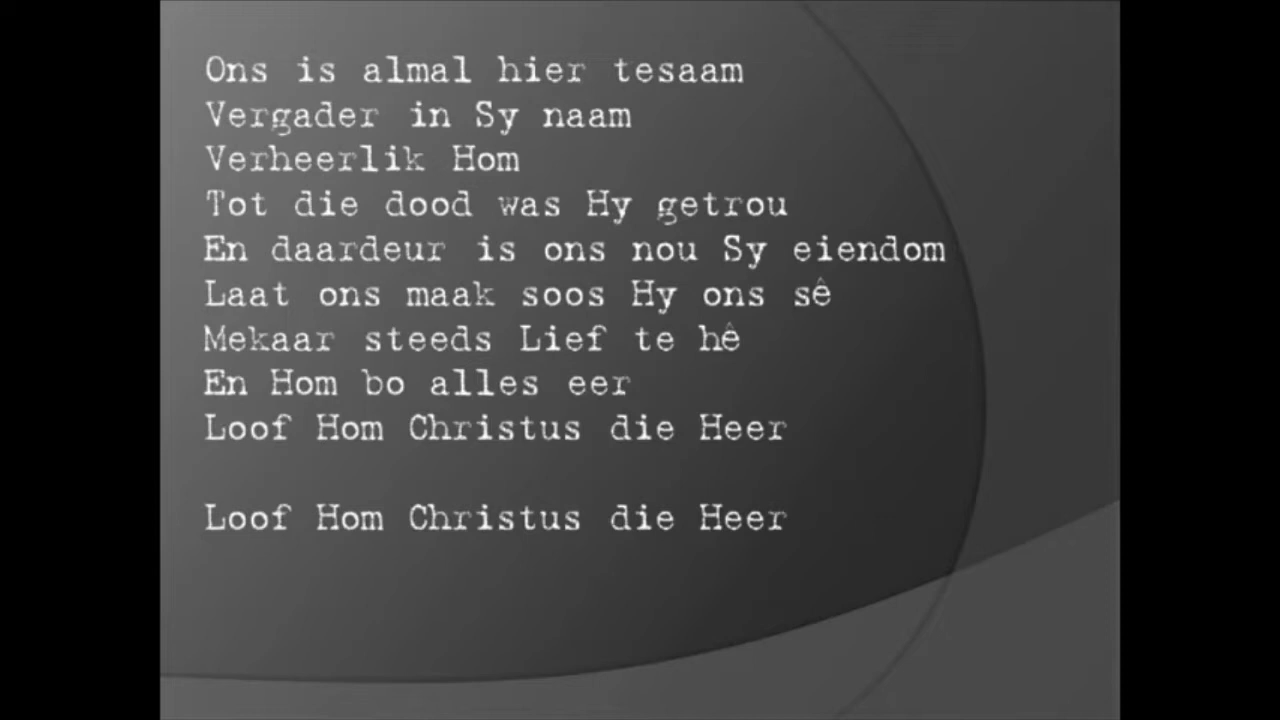 Ons is almal hier tesaam
Vergader in Sy naam
Verheerlik Hom
Tot die dood was Hy getrou
En daardeur is ons nou Sy eiendom
Laat ons maak soos Hy ons sê
Mekaar steeds Lief te hê
En Hom bo alles eer
Loof Hom Christus die Heer
Loof Hom Christus die Heer